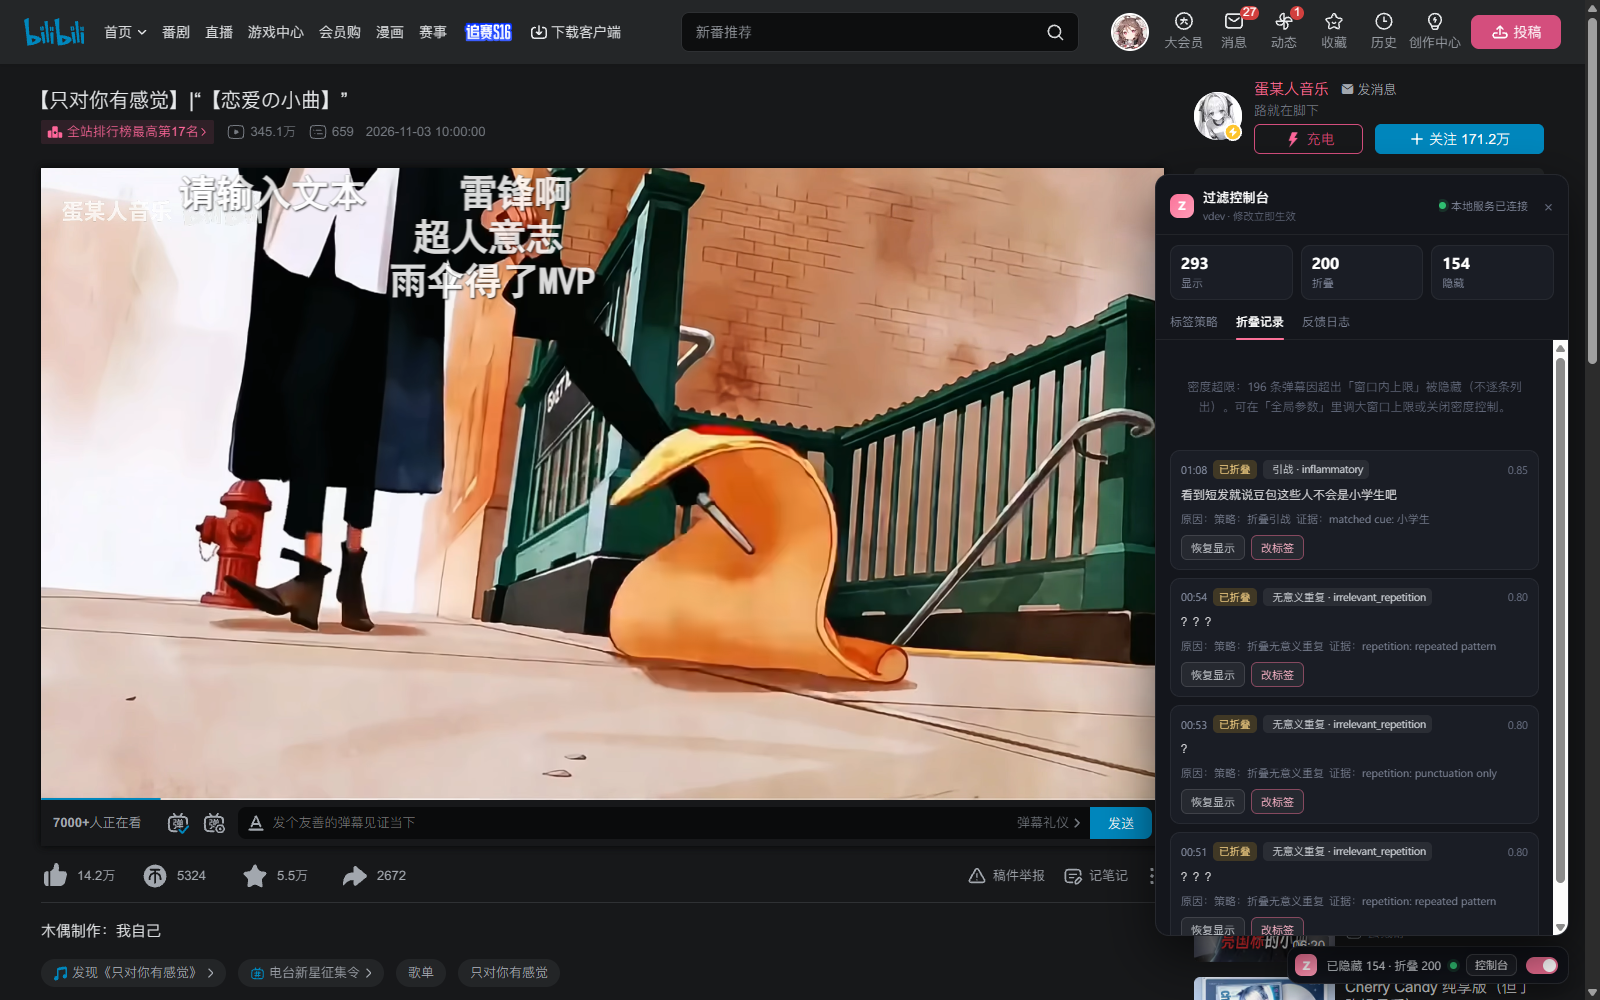 bilibili 首页 番剧 直播 游戏中心 会员购 漫画 赛事 追赛S16 下载客户端
新番推荐
大会员 27 消息 1 动态 收藏 历史 创作中心 投稿
【只对你有感觉】|“【恋爱の小曲】”
全站排行榜最高第17名 345.1万 659 2026-11-03 10:00:00
蛋某人音乐 发消息
路就在脚下
充电 + 关注 171.2万
蛋某人音乐 请输入文本 雷锋啊
超人意志
雨伞得了MVP
7000+人正在看 弹 弹 A 发个友善的弹幕见证当下 弹幕礼仪 发送
14.2万 5324 5.5万 2672 稿件举报 记笔记
木偶制作：我自己
发现《只对你有感觉》 电台新星征集令 歌单 只对你有感觉
Z 过滤控制台
vdev · 修改立即生效
本地服务已连接 ×
293 200 154
显示 折叠 隐藏
标签策略 折叠记录 反馈日志
密度超限：196 条弹幕因超出「窗口内上限」被隐藏（不逐条列
出）。可在「全局参数」里调大窗口上限或关闭密度控制。
01:08 已折叠 引战 · inflammatory 0.85
看到短发就说豆包这些人不会是小学生吧
原因：策略：折叠引战 证据：matched cue: 小学生
恢复显示 改标签
00:54 已折叠 无意义重复 · irrelevant_repetition 0.80
？？？
原因：策略：折叠无意义重复 证据：repetition: repeated pattern
恢复显示 改标签
00:53 已折叠 无意义重复 · irrelevant_repetition 0.80
？
原因：策略：折叠无意义重复 证据：repetition: punctuation only
恢复显示 改标签
00:51 已折叠 无意义重复 · irrelevant_repetition 0.80
？？？
原因：策略：折叠无意义重复 证据：repetition: repeated pattern
恢复显示 改标签
06:20
Z 已隐藏 154 · 折叠 200 控制台
Cherry Candy 纯享版（但了